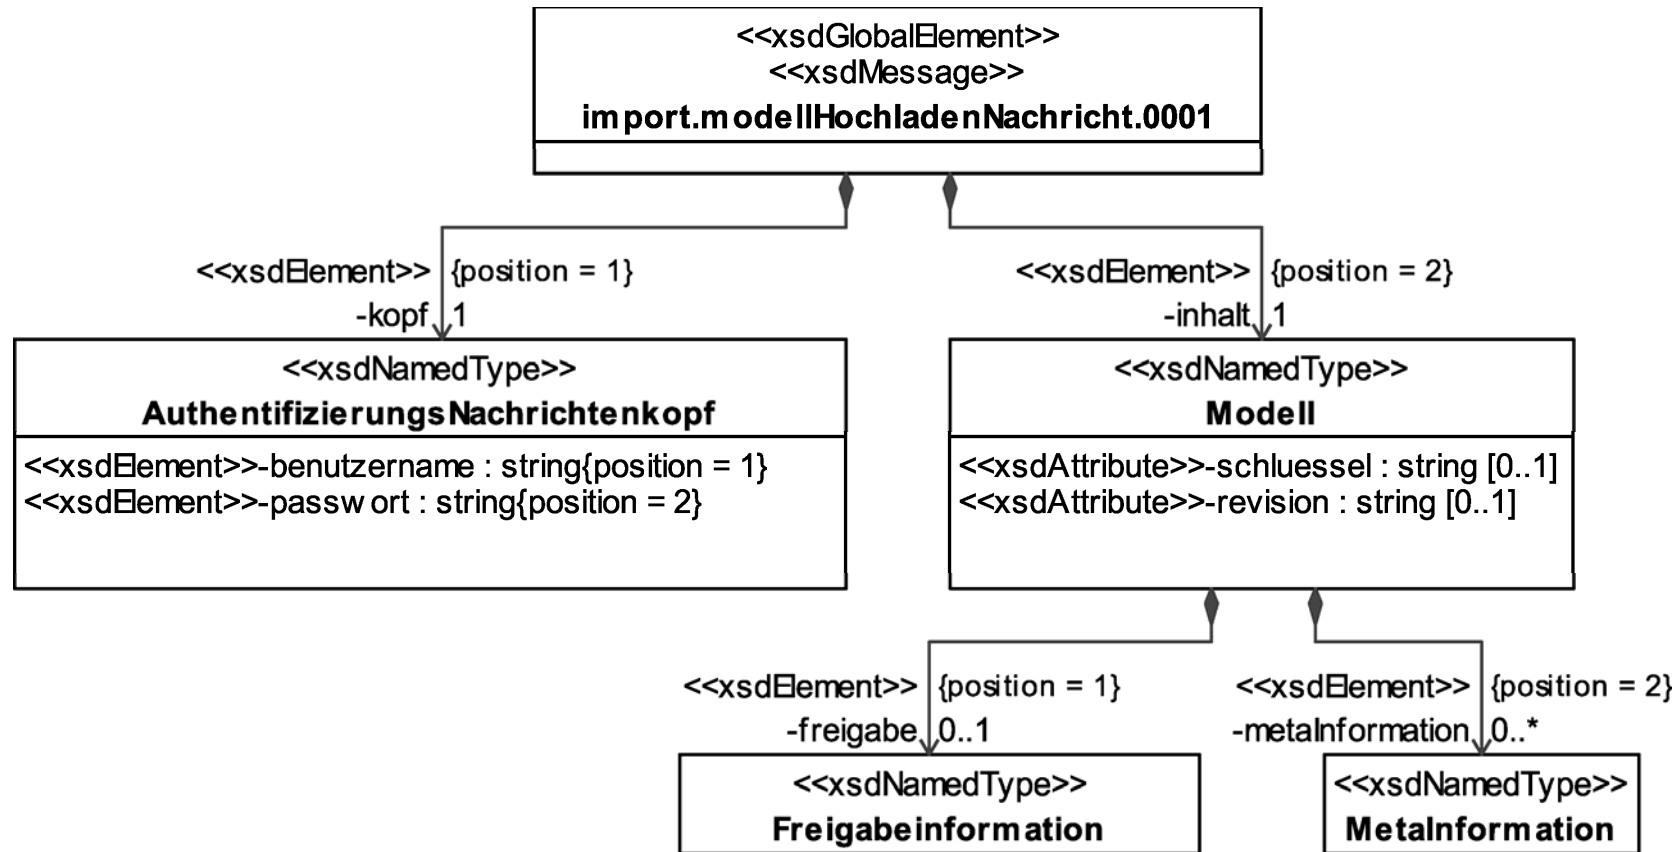 <<xsdGlobalElement>>
<<xsdMessage>>
import.modellHochladenNachricht.0001
<<xsdElement>> {position = 1}
-kopf 1
<<xsdElement>> {position = 2}
-inhalt 1
<<xsdNamedType>>
AuthentifizierungsNachrichtenkopf
<<xsdElement>>-benutzername : string{position = 1}
<<xsdElement>>-passwort : string{position = 2}
<<xsdNamedType>>
Modell
<<xsdAttribute>>-schluessel : string [0..1]
<<xsdAttribute>>-revision : string [0..1]
<<xsdElement>> {position = 1}
-freigabe 0..1
<<xsdElement>> {position = 2}
-metaInformation 0..*
<<xsdNamedType>>
Freigabeinformation
<<xsdNamedType>>
MetaInformation